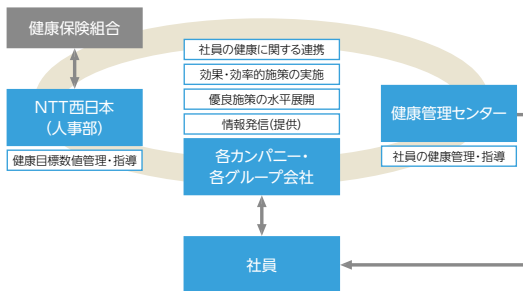 健康保険組合
社員の健康に関する連携
効果・効率的施策の実施
優良施策の水平展開
情報発信(提供)
NTT西日本
(人事部)
健康目標数値管理・指導
健康管理センター
社員の健康管理・指導
各カンパニー・
各グループ会社
社員